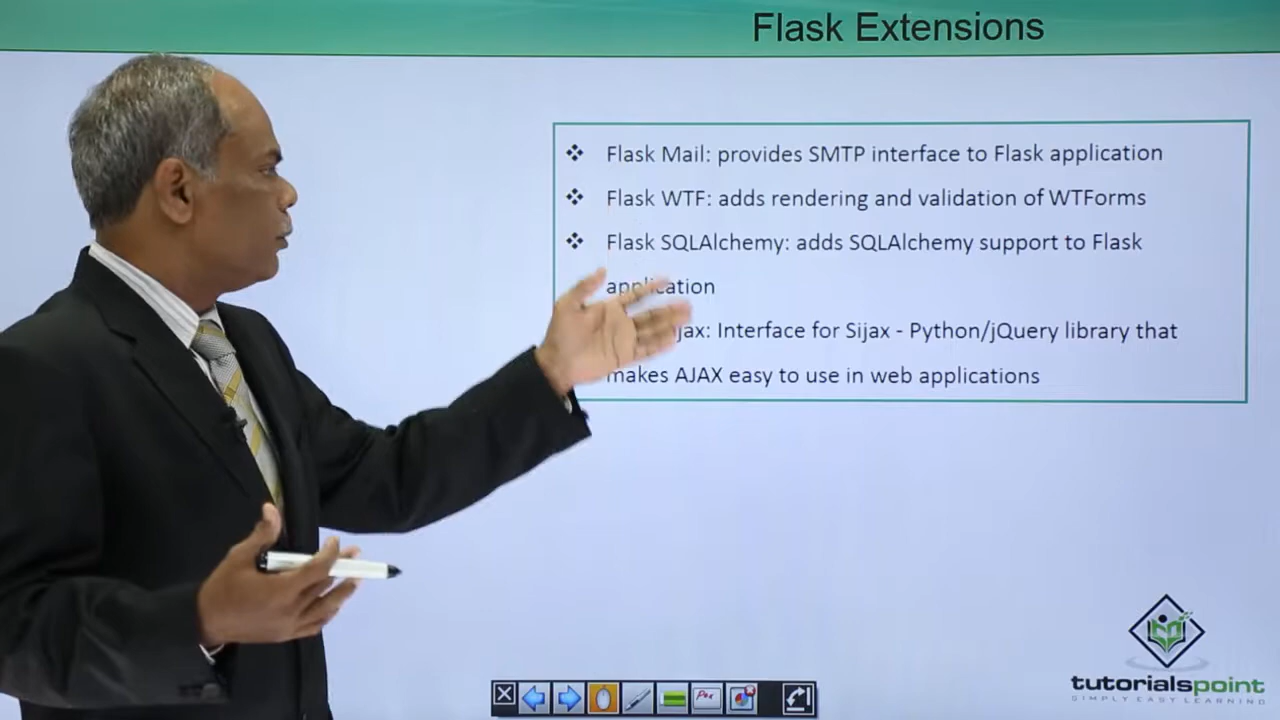 Flask Extensions
Flask Mail: provides SMTP interface to Flask application
Flask WTF: adds rendering and validation of WTForms
Flask SQLAlchemy: adds SQLAlchemy support to Flask
application
jax: Interface for Sijax - Python/jQuery library that
makes AJAX easy to use in web applications
Pen
tutorialspoint
SIMPLY EASY LEARNING